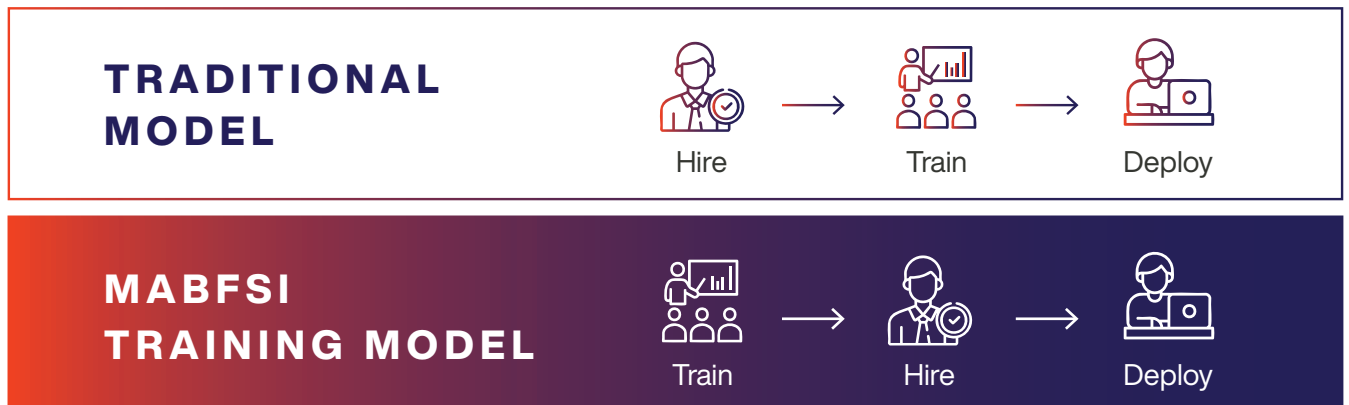 TRADITIONAL
MODEL
Hire
Train
Deploy
MABFSI
TRAINING MODEL
Train
Hire
Deploy